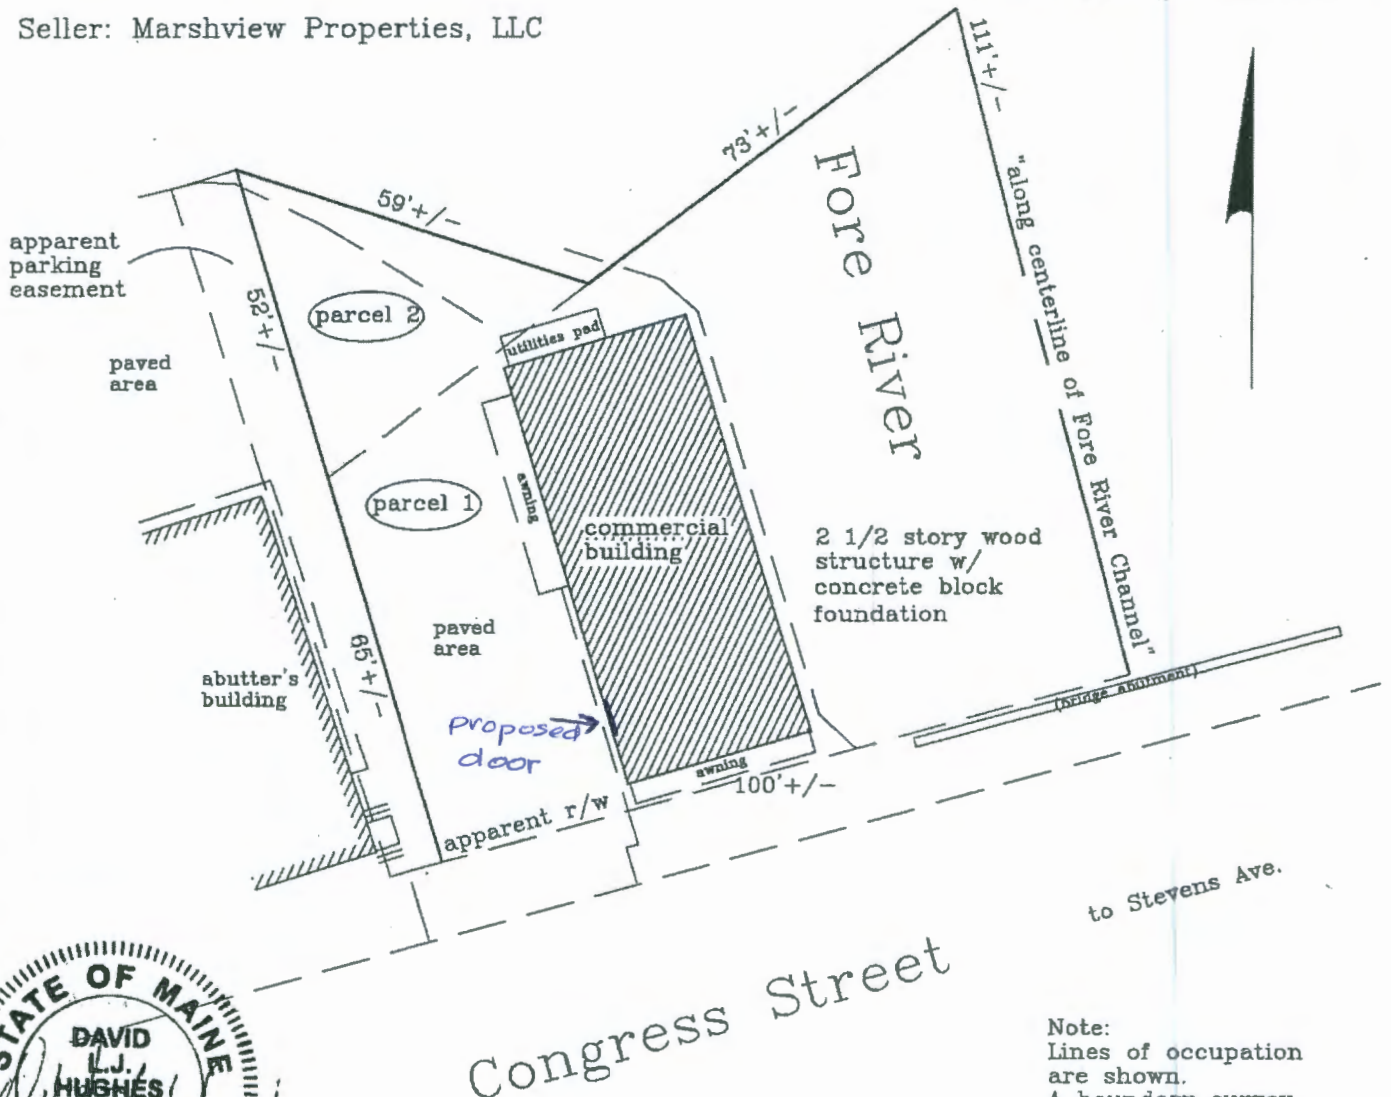 Seller: Marshview Properties, LLC
111'+/-
73'+/-
59'+/-
Fore River
"along centerline of Fore River Channel"
apparent
parking
easement
52'+/-
parcel 2
utilities pad
paved
area
parcel 1
awning
commercial
building
2 1/2 story wood
structure w/
concrete block
foundation
paved
area
65'+/-
abutter's
building
proposed
door
(bridge abutment)
awning
100'+/-
apparent r/w
to Stevens Ave.
Congress Street
STATE OF MAINE
DAVID
L.J.
HUGHES
Note:
Lines of occupation
are shown.
A boundary survey